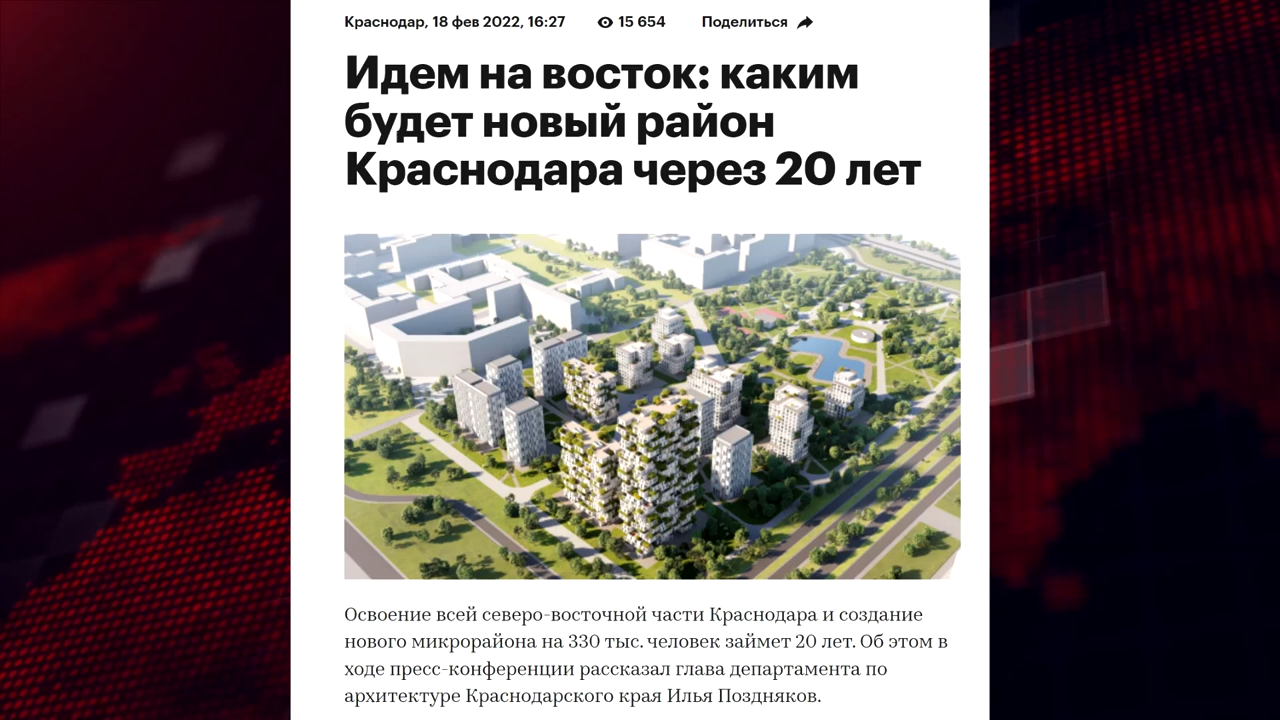 Краснодар, 18 фев 2022, 16:27 15 654 Поделиться
Идем на восток: каким
будет новый район
Краснодара через 20 лет
Освоение всей северо-восточной части Краснодара и создание
нового микрорайона на 330 тыс. человек займет 20 лет. Об этом в
ходе пресс-конференции рассказал глава департамента по
архитектуре Краснодарского края Илья Поздняков.